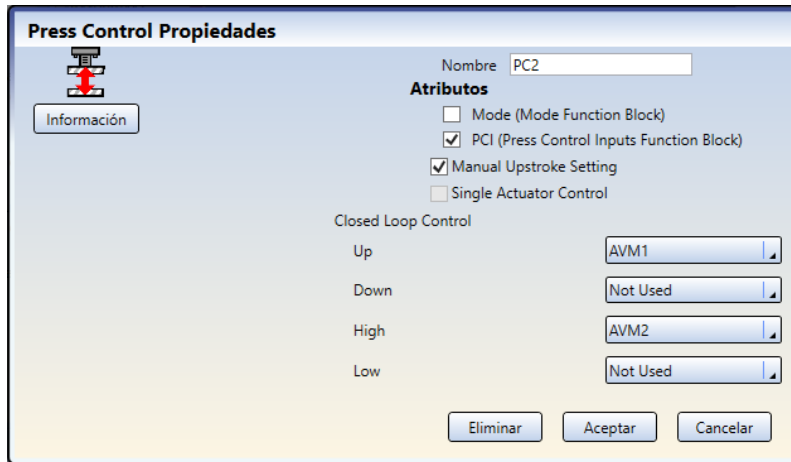 Press Control Propiedades
Nombre PC2
Atributos
Información
Mode (Mode Function Block)
PCI (Press Control Inputs Function Block)
Manual Upstroke Setting
Single Actuator Control
Closed Loop Control
Up AVM1
Down Not Used
High AVM2
Low Not Used
Eliminar Aceptar Cancelar